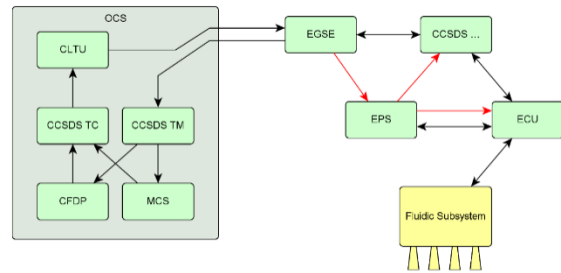 OCS
CLTU
EGSE
CCSDS ...
CCSDS TC
CCSDS TM
EPS
ECU
CFDP
MCS
Fluidic Subsystem